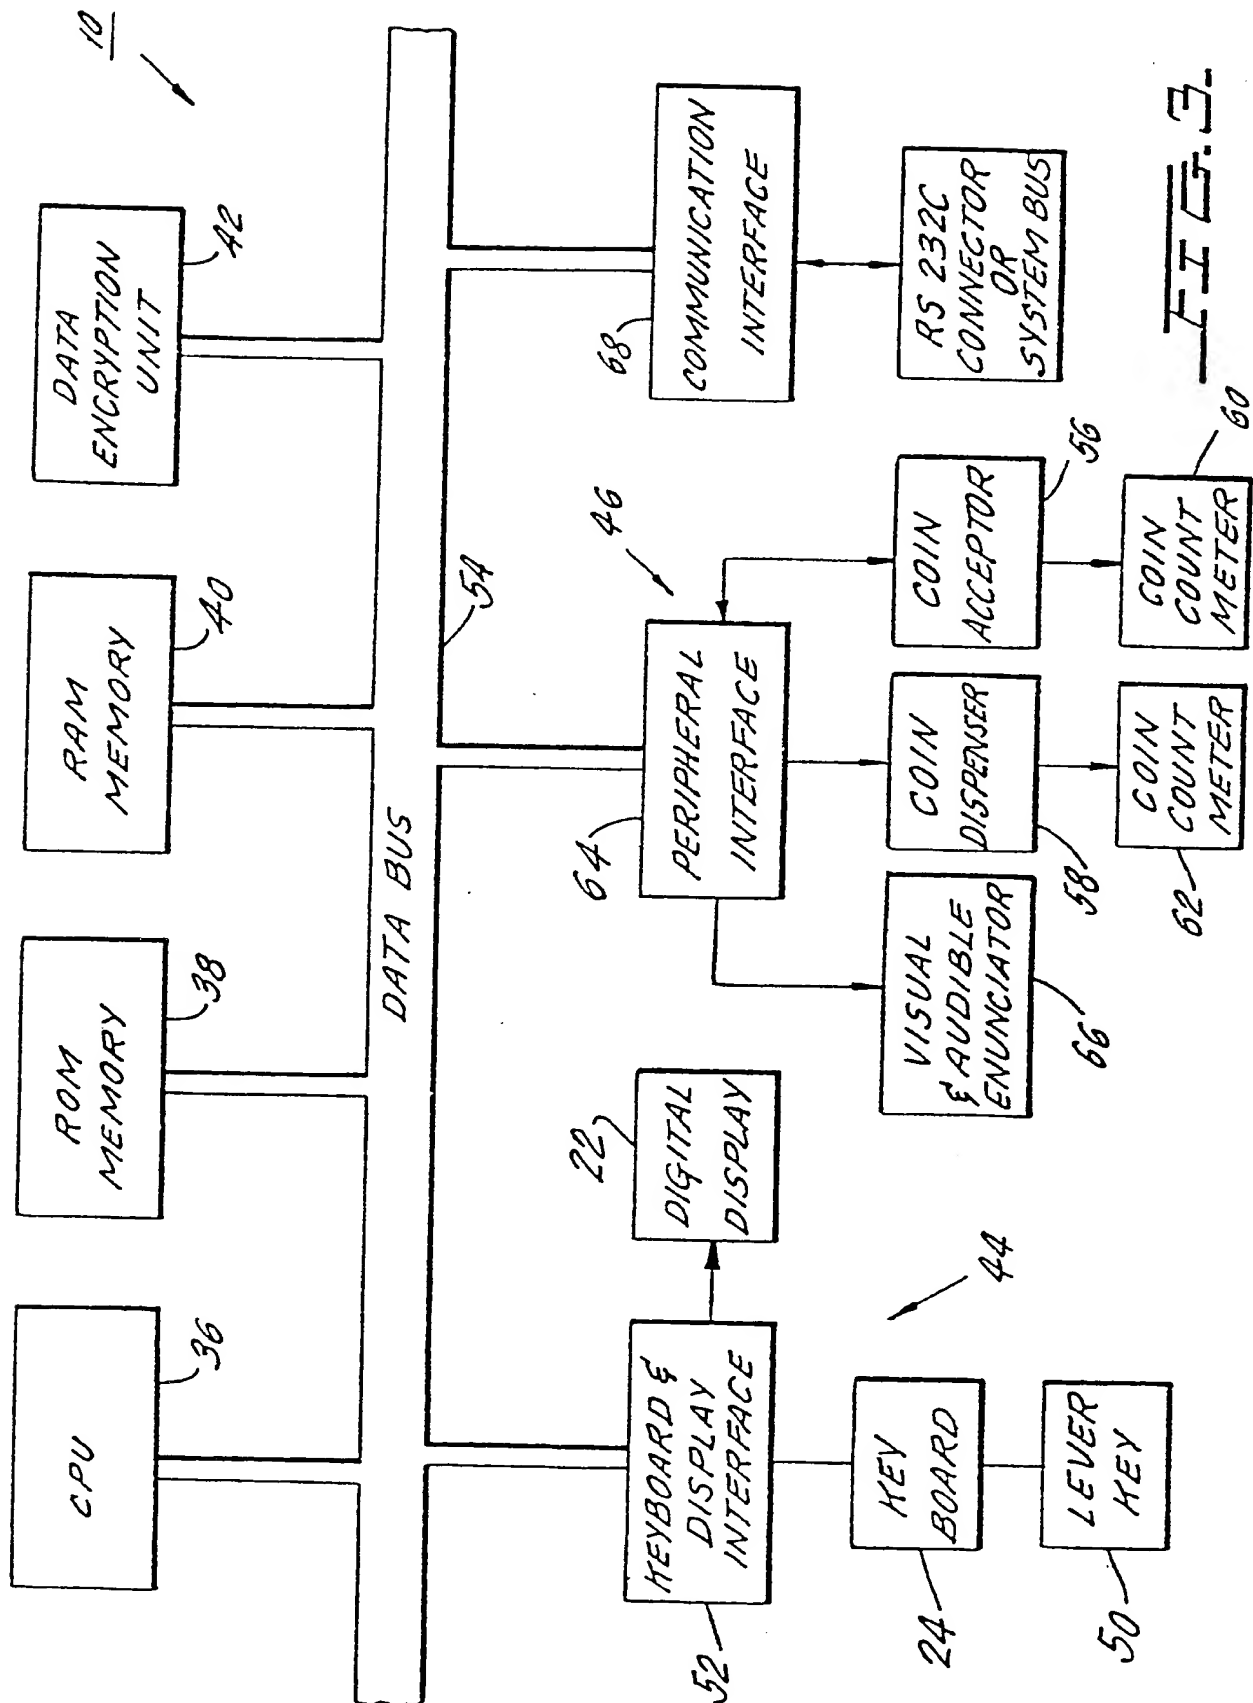 10
CPU
36
ROM
MEMORY
38
RAM
MEMORY
40
DATA
ENCRYPTION
UNIT
42
DATA BUS
54
KEYBOARD &
DISPLAY
INTERFACE
52
DIGITAL
DISPLAY
22
44
KEY
BOARD
24
LEVER
KEY
50
PERIPHERAL
INTERFACE
64
46
VISUAL
& AUDIBLE
ENUNCIATOR
66
COIN
DISPENSER
58
COIN
COUNT
METER
62
COIN
ACCEPTOR
56
COIN
COUNT
METER
60
COMMUNICATION
INTERFACE
68
RS 232C
CONNECTOR
OR
SYSTEM BUS
FIG.3.